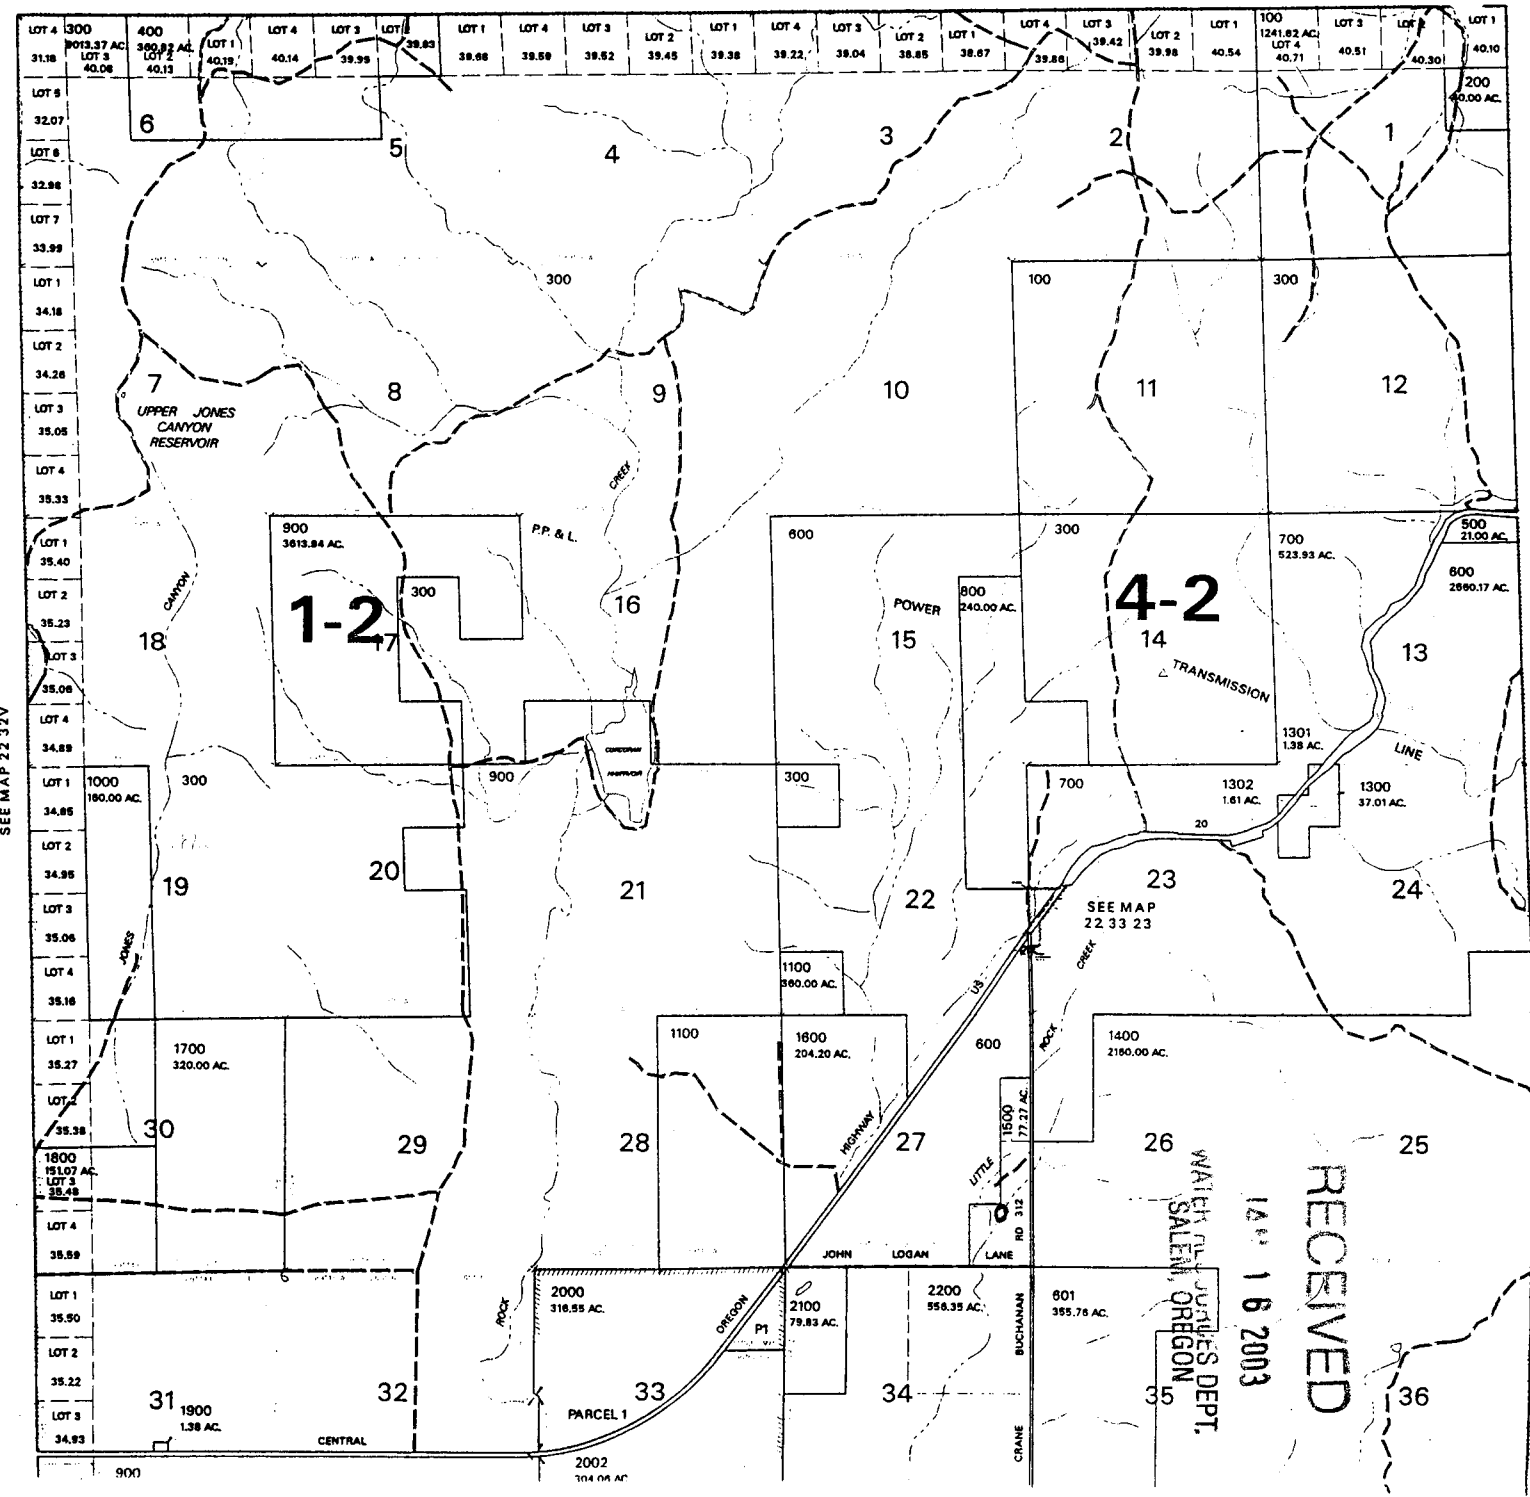 LOT 4
31.18
300
9013.37 AC.
LOT 3
40.08
400
360.82 AC.
LOT 2
40.13
LOT 1
40.19
LOT 4
40.14
LOT 3
39.99
LOT 2
39.83
LOT 1
39.68
LOT 4
39.59
LOT 3
39.52
LOT 2
39.45
LOT 1
39.38
LOT 4
39.22
LOT 3
39.04
LOT 2
38.85
LOT 1
38.67
LOT 4
39.86
LOT 3
39.42
LOT 2
39.98
LOT 1
40.54
100
1241.82 AC.
LOT 4
40.71
LOT 3
40.51
LOT 2
40.30
LOT 1
40.10
200
40.00 AC.
LOT 5
32.07
LOT 6
32.98
LOT 7
33.99
6
5
4
3
2
1
LOT 1
34.18
LOT 2
34.26
LOT 3
35.05
LOT 4
35.33
300
100
300
7
UPPER JONES
CANYON
RESERVOIR
8
9
10
11
12
CREEK
LOT 1
35.40
LOT 2
35.23
LOT 3
35.06
LOT 4
34.89
CANYON
18
900
3613.84 AC.
P.P. & L.
300
1-2
17
16
600
POWER
15
800
240.00 AC.
300
4-2
14
TRANSMISSION
700
523.93 AC.
500
21.00 AC.
600
2660.17 AC.
13
LINE
1301
1.38 AC.
CORCORAN
RESERVOIR
SEE MAP 22 32V
LOT 1
34.85
LOT 2
34.95
LOT 3
35.06
LOT 4
35.16
1000
160.00 AC.
300
900
300
700
1302
1.61 AC.
1300
37.01 AC.
20
19
20
21
22
23
24
SEE MAP
22 33 23
JONES
1100
360.00 AC.
US
CREEK
LOT 1
35.27
LOT 2
35.38
1800
151.07 AC.
LOT 3
35.48
LOT 4
35.59
1700
320.00 AC.
1100
1600
204.20 AC.
600
ROCK
1400
2160.00 AC.
1500
77.27 AC.
30
29
28
HIGHWAY
27
LITTLE
26
25
RD 312
JOHN LOGAN LANE
LOT 1
35.50
LOT 2
35.22
LOT 3
34.93
2000
316.55 AC.
ROCK
OREGON
P1
2100
79.83 AC.
2200
556.35 AC.
BUCHANAN
601
355.76 AC.
31
1900
1.38 AC.
32
33
PARCEL 1
34
35
36
CRANE
CENTRAL
900
2002
304.06 AC.
RECEIVED
16 2003
DEPT.
SALEM, OREGON